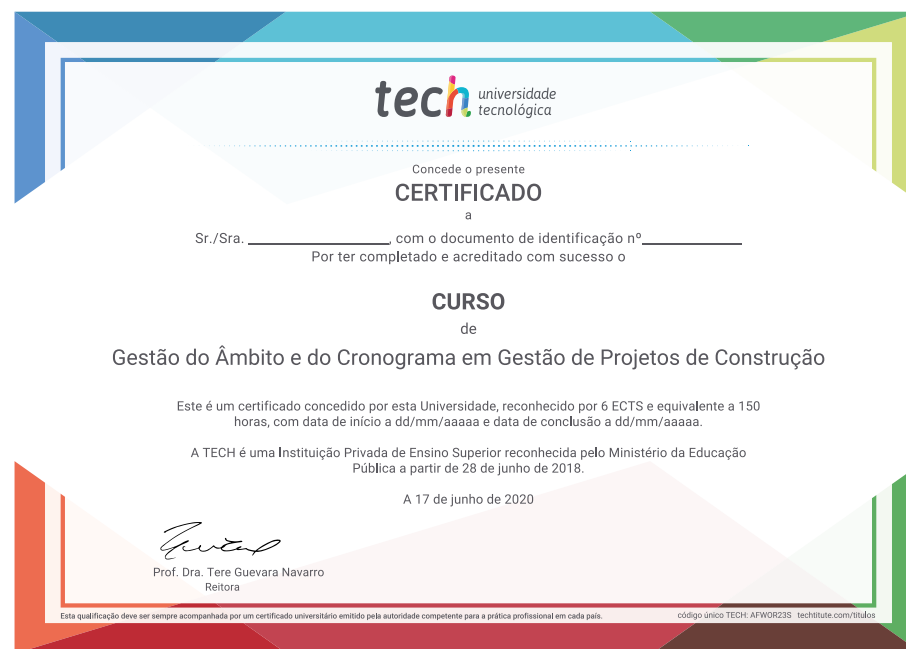 tech universidade
tecnológica
Concede o presente
CERTIFICADO
a
Sr./Sra. ____________, com o documento de identificação nº____________
Por ter completado e acreditado com sucesso o
CURSO
de
Gestão do Âmbito e do Cronograma em Gestão de Projetos de Construção
Este é um certificado concedido por esta Universidade, reconhecido por 6 ECTS e equivalente a 150
horas, com data de início a dd/mm/aaaaa e data de conclusão a dd/mm/aaaaa.
A TECH é uma Instituição Privada de Ensino Superior reconhecida pelo Ministério da Educação
Pública a partir de 28 de junho de 2018.
A 17 de junho de 2020
Prof. Dra. Tere Guevara Navarro
Reitora
Esta qualificação deve ser sempre acompanhada por um certificado universitário emitido pela autoridade competente para a prática profissional em cada país.
código único TECH: AFWOR23S techtitute.com/titulos